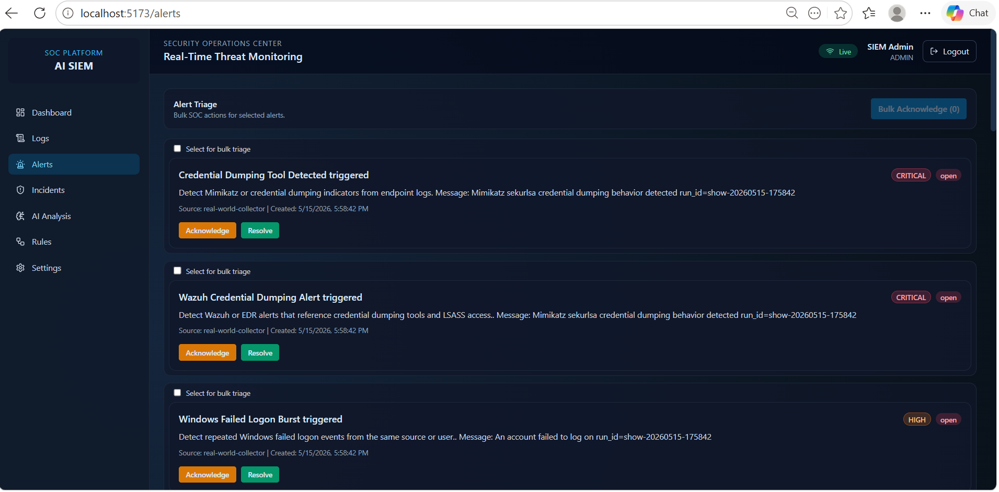 localhost:5173/alerts
Chat
SOC PLATFORM
AI SIEM
Dashboard
Logs
Alerts
Incidents
AI Analysis
Rules
Settings
SECURITY OPERATIONS CENTER
Real-Time Threat Monitoring
Live
SIEM Admin
ADMIN
Logout
Alert Triage
Bulk SOC actions for selected alerts.
Bulk Acknowledge (0)
Select for bulk triage
Credential Dumping Tool Detected triggered
CRITICAL open
Detect Mimikatz or credential dumping indicators from endpoint logs. Message: Mimikatz sekurlsa credential dumping behavior detected run_id=show-20260515-175842
Source: real-world-collector | Created: 5/15/2026, 5:58:42 PM
Acknowledge Resolve
Select for bulk triage
Wazuh Credential Dumping Alert triggered
CRITICAL open
Detect Wazuh or EDR alerts that reference credential dumping tools and LSASS access.. Message: Mimikatz sekurlsa credential dumping behavior detected run_id=show-20260515-175842
Source: real-world-collector | Created: 5/15/2026, 5:58:42 PM
Acknowledge Resolve
Select for bulk triage
Windows Failed Logon Burst triggered
HIGH open
Detect repeated Windows failed logon events from the same source or user.. Message: An account failed to log on run_id=show-20260515-175842
Source: real-world-collector | Created: 5/15/2026, 5:58:42 PM
Acknowledge Resolve